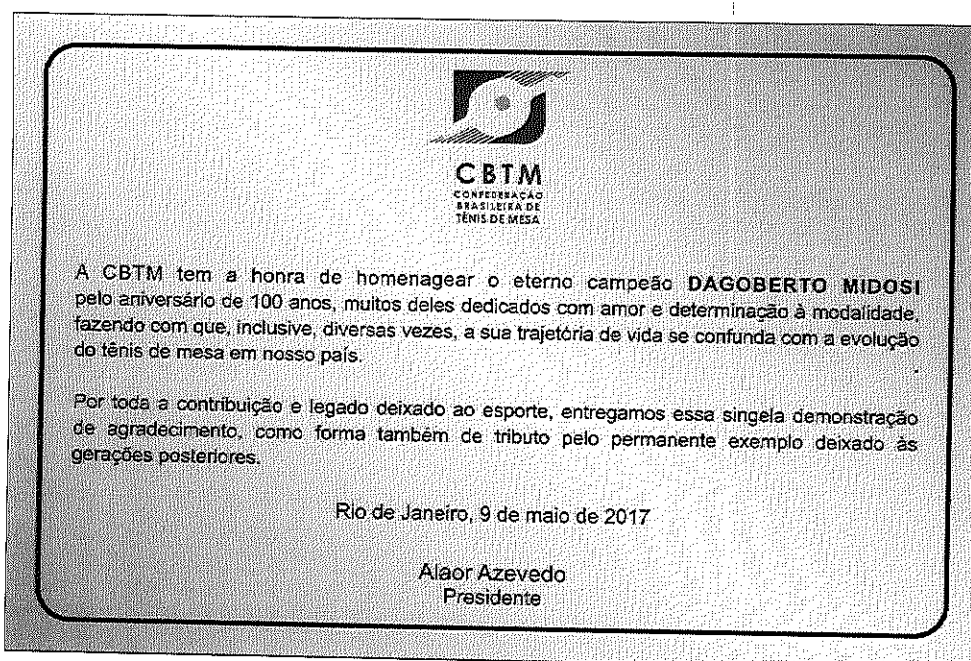 CBTM
CONFEDERAÇÃO
BRASILEIRA DE
TÊNIS DE MESA
A CBTM tem a honra de homenagear o eterno campeão DAGOBERTO MIDOSI
pelo aniversário de 100 anos, muitos deles dedicados com amor e determinação à modalidade,
fazendo com que, inclusive, diversas vezes, a sua trajetória de vida se confunda com a evolução
do tênis de mesa em nosso país.
Por toda a contribuição e legado deixado ao esporte, entregamos essa singela demonstração
de agradecimento, como forma também de tributo pelo permanente exemplo deixado às
gerações posteriores.
Rio de Janeiro, 9 de maio de 2017
Alaor Azevedo
Presidente